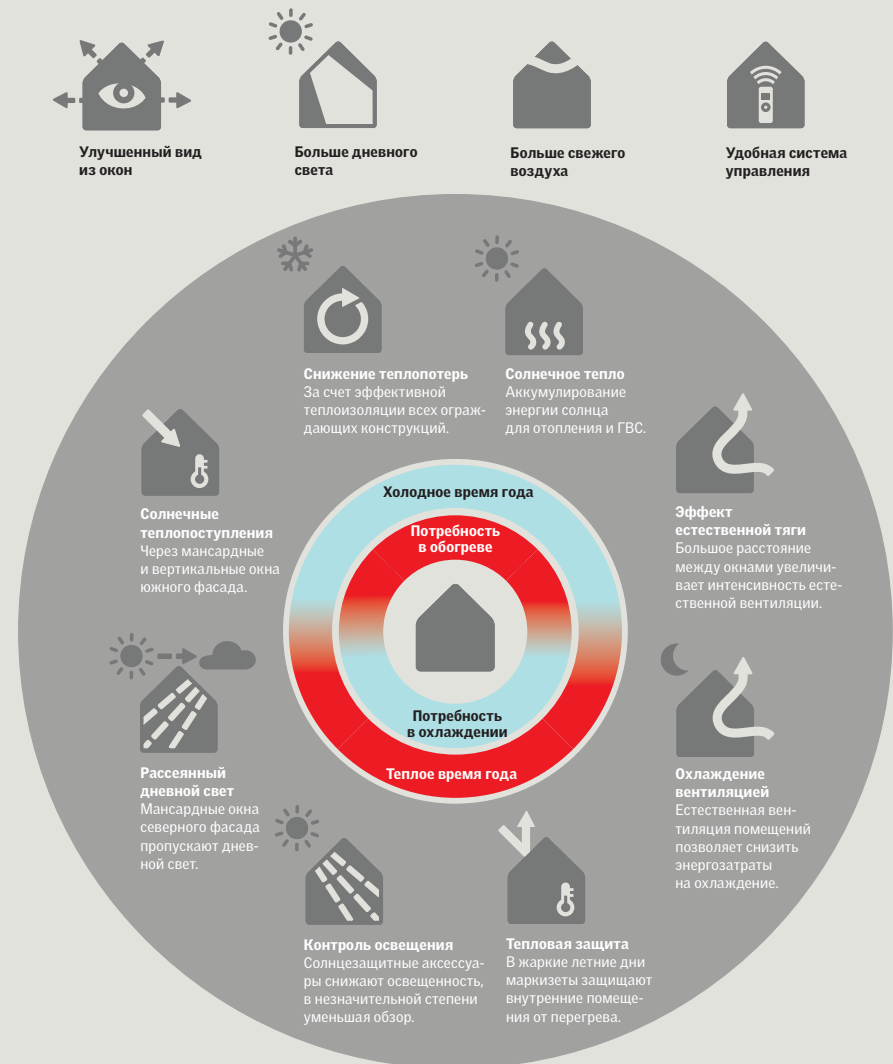 Улучшенный вид
из окон
Больше дневного
света
Больше свежего
воздуха
Удобная система
управления
Снижение теплопотерь
За счет эффективной
теплоизоляции всех ограж-
дающих конструкций.
Солнечное тепло
Аккумулирование
энергии солнца
для отопления и ГВС.
Солнечные
теплопоступления
Через мансардные
и вертикальные окна
южного фасада.
Холодное время года
Потребность
в обогреве
Эффект
естественной тяги
Большое расстояние
между окнами увеличи-
вает интенсивность есте-
ственной вентиляции.
Потребность
в охлаждении
Теплое время года
Рассеянный
дневной свет
Мансардные окна
северного фасада
пропускают днев-
ной свет.
Охлаждение
вентиляцией
Естественная вен-
тиляция помещений
позволяет снизить
энергозатраты
на охлаждение.
Контроль освещения
Солнцезащитные аксессуа-
ры снижают освещенность,
в незначительной степени
уменьшая обзор.
Тепловая защита
В жаркие летние дни
маркизеты защищают
внутренние помеще-
ния от перегрева.